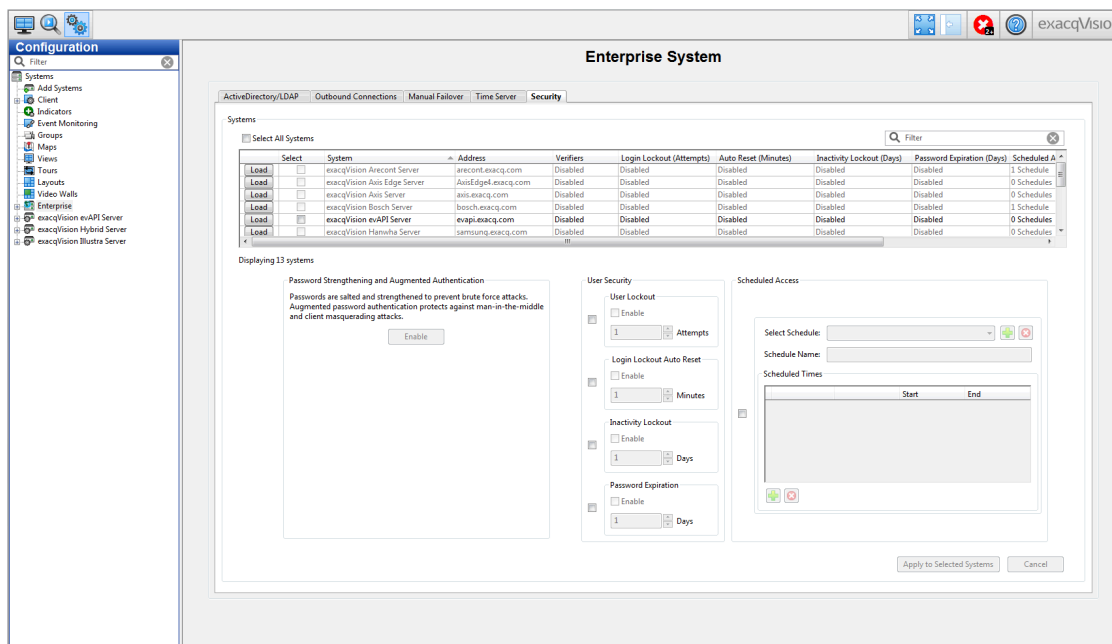 exacqVisio
Configuration
Filter
Systems
Add Systems
Client
Indicators
Event Monitoring
Groups
Maps
Views
Tours
Layouts
Video Walls
Enterprise
exacqVision evAPI Server
exacqVision Hybrid Server
exacqVision Illustra Server
Enterprise System
ActiveDirectory/LDAP Outbound Connections Manual Failover Time Server Security
Systems
Select All Systems
Filter
Select System Address Verifiers Login Lockout (Attempts) Auto Reset (Minutes) Inactivity Lockout (Days) Password Expiration (Days) Scheduled A
Load exacqVision Arecont Server arecont.exacq.com Disabled Disabled Disabled Disabled Disabled 1 Schedule
Load exacqVision Axis Edge Server AxisEdge4.exacq.com Disabled Disabled Disabled Disabled Disabled 0 Schedules
Load exacqVision Axis Server axis.exacq.com Disabled Disabled Disabled Disabled Disabled 0 Schedules
Load exacqVision Bosch Server bosch.exacq.com Disabled Disabled Disabled Disabled Disabled 1 Schedule
Load exacqVision evAPI Server evapi.exacq.com Disabled Disabled Disabled Disabled Disabled 0 Schedules
Load exacqVision Hanwha Server samsung.exacq.com Disabled Disabled Disabled Disabled Disabled 0 Schedules
Displaying 13 systems
Password Strengthening and Augmented Authentication
Passwords are salted and strengthened to prevent brute force attacks.
Augmented password authentication protects against man-in-the-middle
and client masquerading attacks.
Enable
User Security
User Lockout
Enable
1 Attempts
Login Lockout Auto Reset
Enable
1 Minutes
Inactivity Lockout
Enable
1 Days
Password Expiration
Enable
1 Days
Scheduled Access
Select Schedule:
Schedule Name:
Scheduled Times
Start End
Apply to Selected Systems Cancel